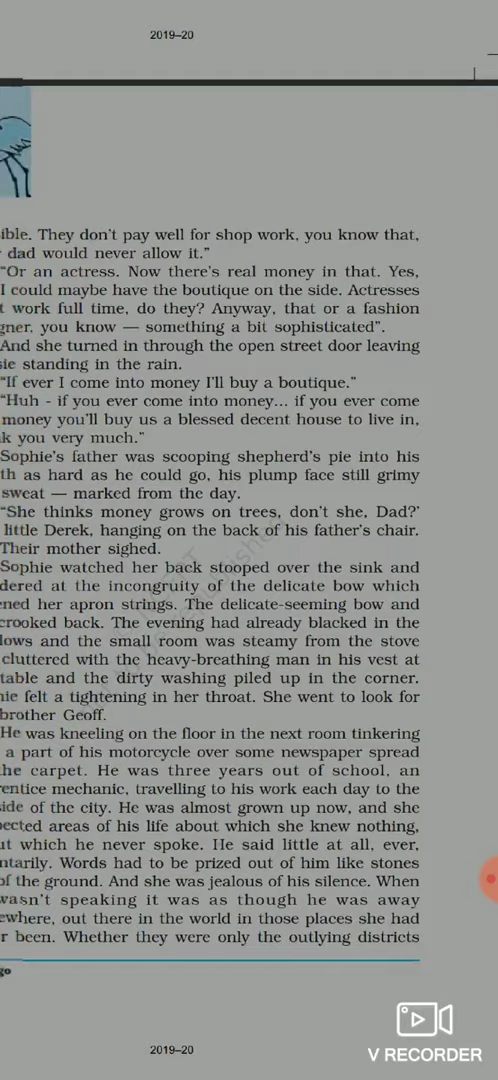 2019–20
ible. They don't pay well for shop work, you know that,
dad would never allow it."
"Or an actress. Now there's real money in that. Yes,
I could maybe have the boutique on the side. Actresses
t work full time, do they? Anyway, that or a fashion
gner, you know — something a bit sophisticated".
And she turned in through the open street door leaving
sie standing in the rain.
"If ever I come into money I'll buy a boutique."
"Huh - if you ever come into money... if you ever come
money you'll buy us a blessed decent house to live in,
k you very much."
Sophie's father was scooping shepherd's pie into his
th as hard as he could go, his plump face still grimy
sweat — marked from the day.
"She thinks money grows on trees, don't she, Dad?'
little Derek, hanging on the back of his father's chair.
Their mother sighed.
Sophie watched her back stooped over the sink and
dered at the incongruity of the delicate bow which
ened her apron strings. The delicate-seeming bow and
crooked back. The evening had already blacked in the
lows and the small room was steamy from the stove
cluttered with the heavy-breathing man in his vest at
table and the dirty washing piled up in the corner.
nie felt a tightening in her throat. She went to look for
brother Geoff.
He was kneeling on the floor in the next room tinkering
a part of his motorcycle over some newspaper spread
the carpet. He was three years out of school, an
rentice mechanic, travelling to his work each day to the
side of the city. He was almost grown up now, and she
pected areas of his life about which she knew nothing,
ut which he never spoke. He said little at all, ever,
ntarily. Words had to be prized out of him like stones
of the ground. And she was jealous of his silence. When
wasn't speaking it was as though he was away
ewhere, out there in the world in those places she had
r been. Whether they were only the outlying districts
go
2019–20
V RECORDER